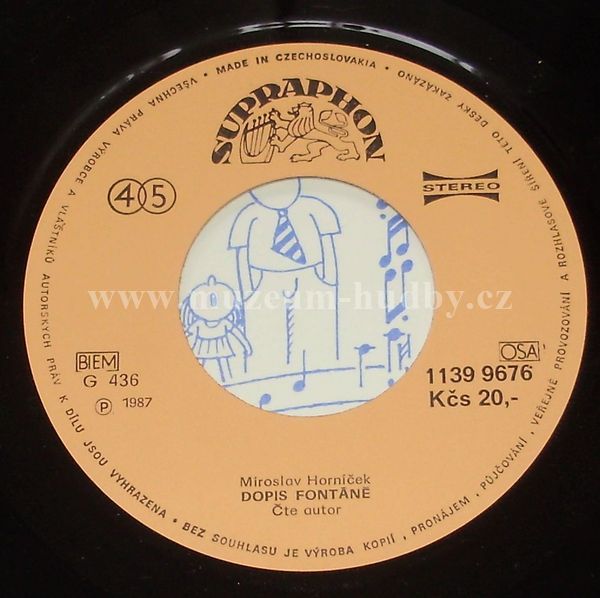 • MADE IN CZECHOSLOVAKIA •
VŠECHNA PRÁVA VÝROBCE A VLASTNÍKŮ AUTORSKÝCH PRÁV K DÍLU JSOU VYHRAZENA • BEZ SOUHLASU JE VÝROBA KOPIÍ, PRONÁJEM, PŮJČOVÁNÍ, VEŘEJNÉ PROVOZOVÁNÍ A ROZHLASOVÉ ŠÍŘENÍ TÉTO DESKY ZAKÁZÁNO
SUPRAPHON
45
STEREO
www.muzeum-hudby.cz
BIEM
G 436
℗ 1987
OSA
1139 9676
Kčs 20,-
Miroslav Horníček
DOPIS FONTÁNĚ
Čte autor